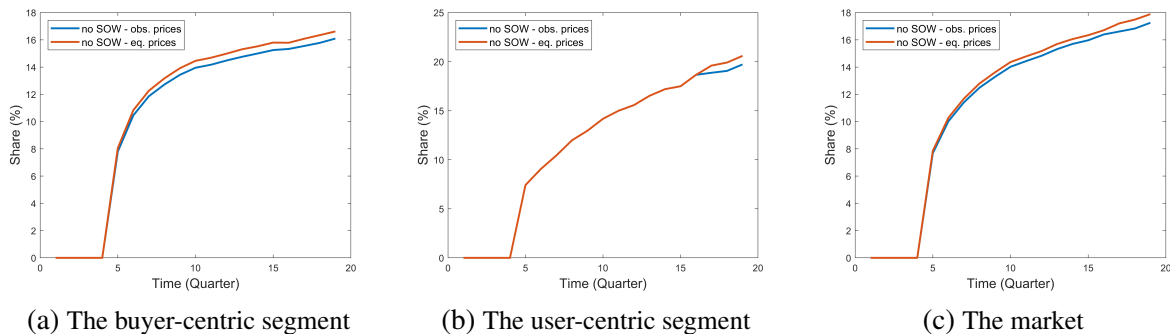 18
16
14
12
10
8
6
4
2
0
Share (%)
no SOW - obs. prices
no SOW - eq. prices
0 5 10 15 20
Time (Quarter)
(a) The buyer-centric segment
25
20
15
10
5
0
Share (%)
no SOW - obs. prices
no SOW - eq. prices
0 5 10 15 20
Time (Quarter)
(b) The user-centric segment
18
16
14
12
10
8
6
4
2
0
Share (%)
no SOW - obs. prices
no SOW - eq. prices
0 5 10 15 20
Time (Quarter)
(c) The market